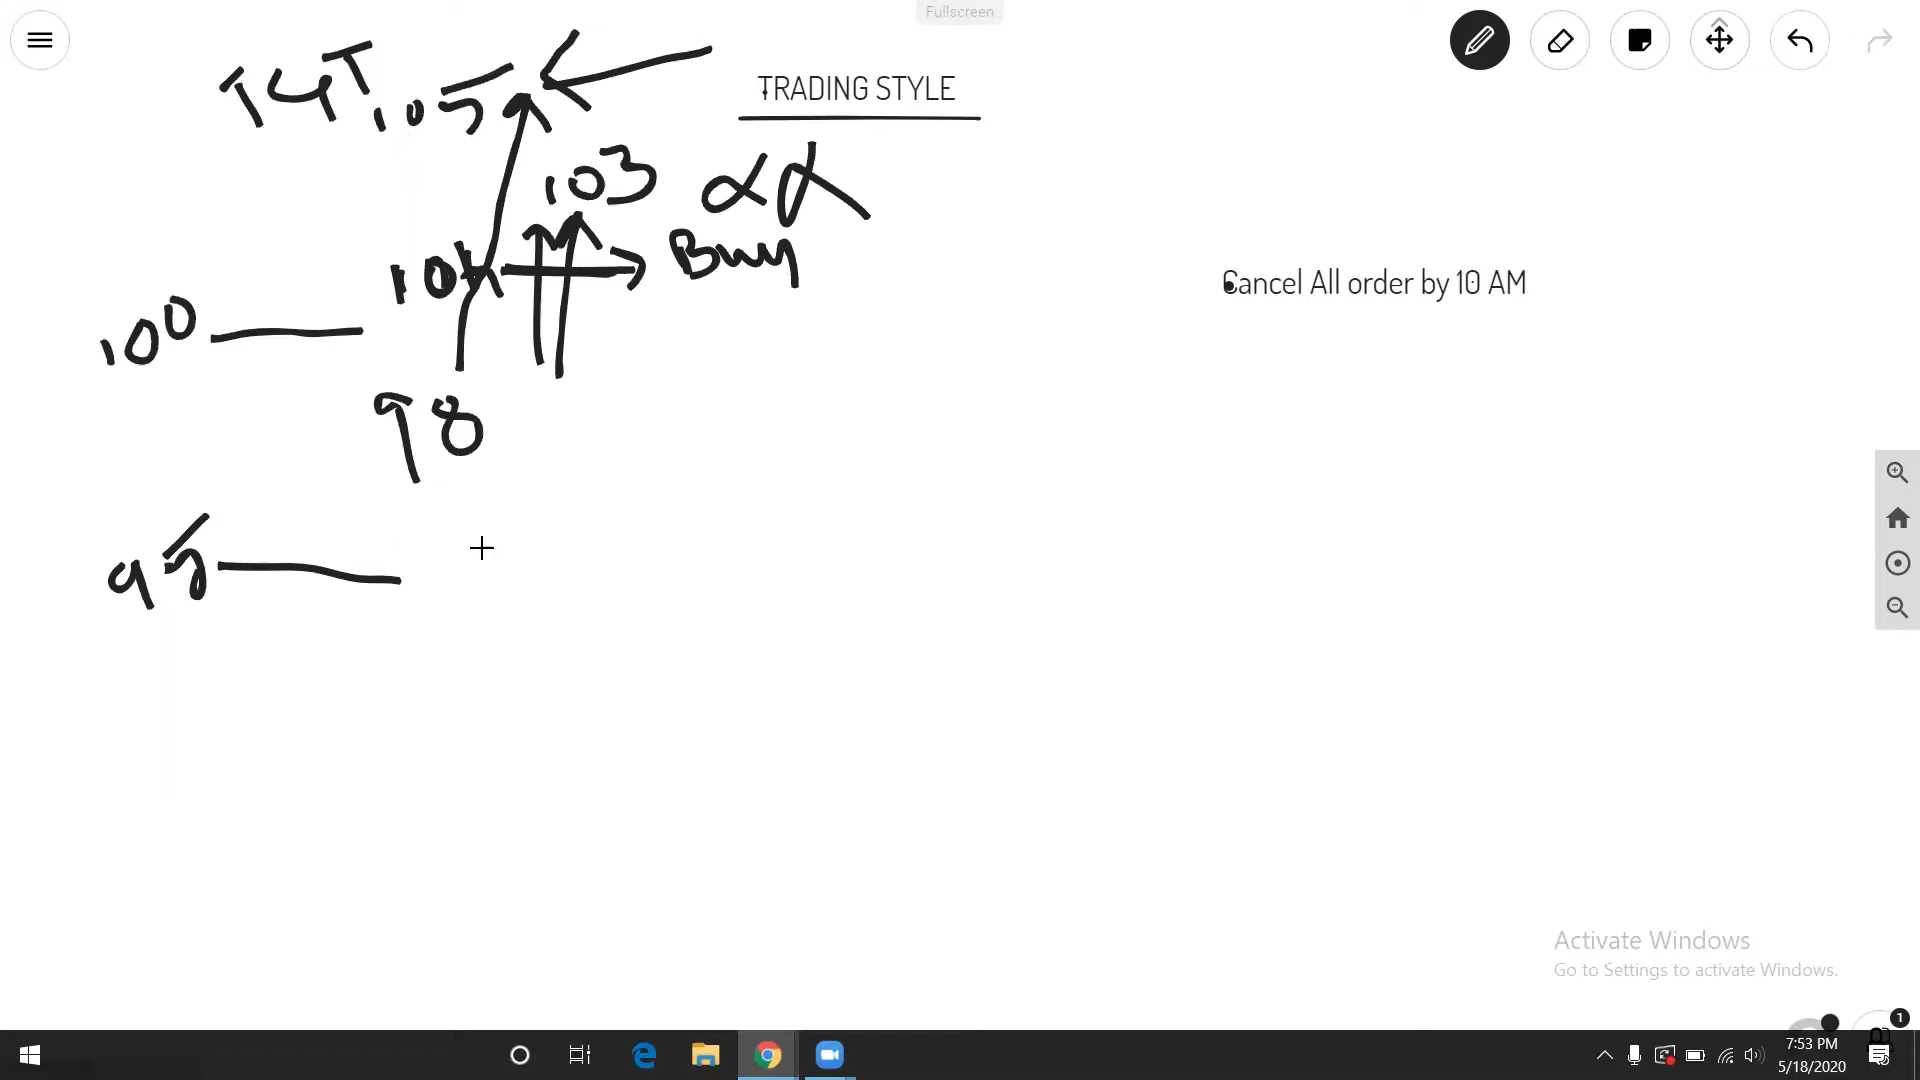 Fullscreen
TGT
105
TRADING STYLE
103
101
Buy
Cancel All order by 10 AM
100
98
95
Activate Windows
Go to Settings to activate Windows.
1
7:53 PM
5/18/2020